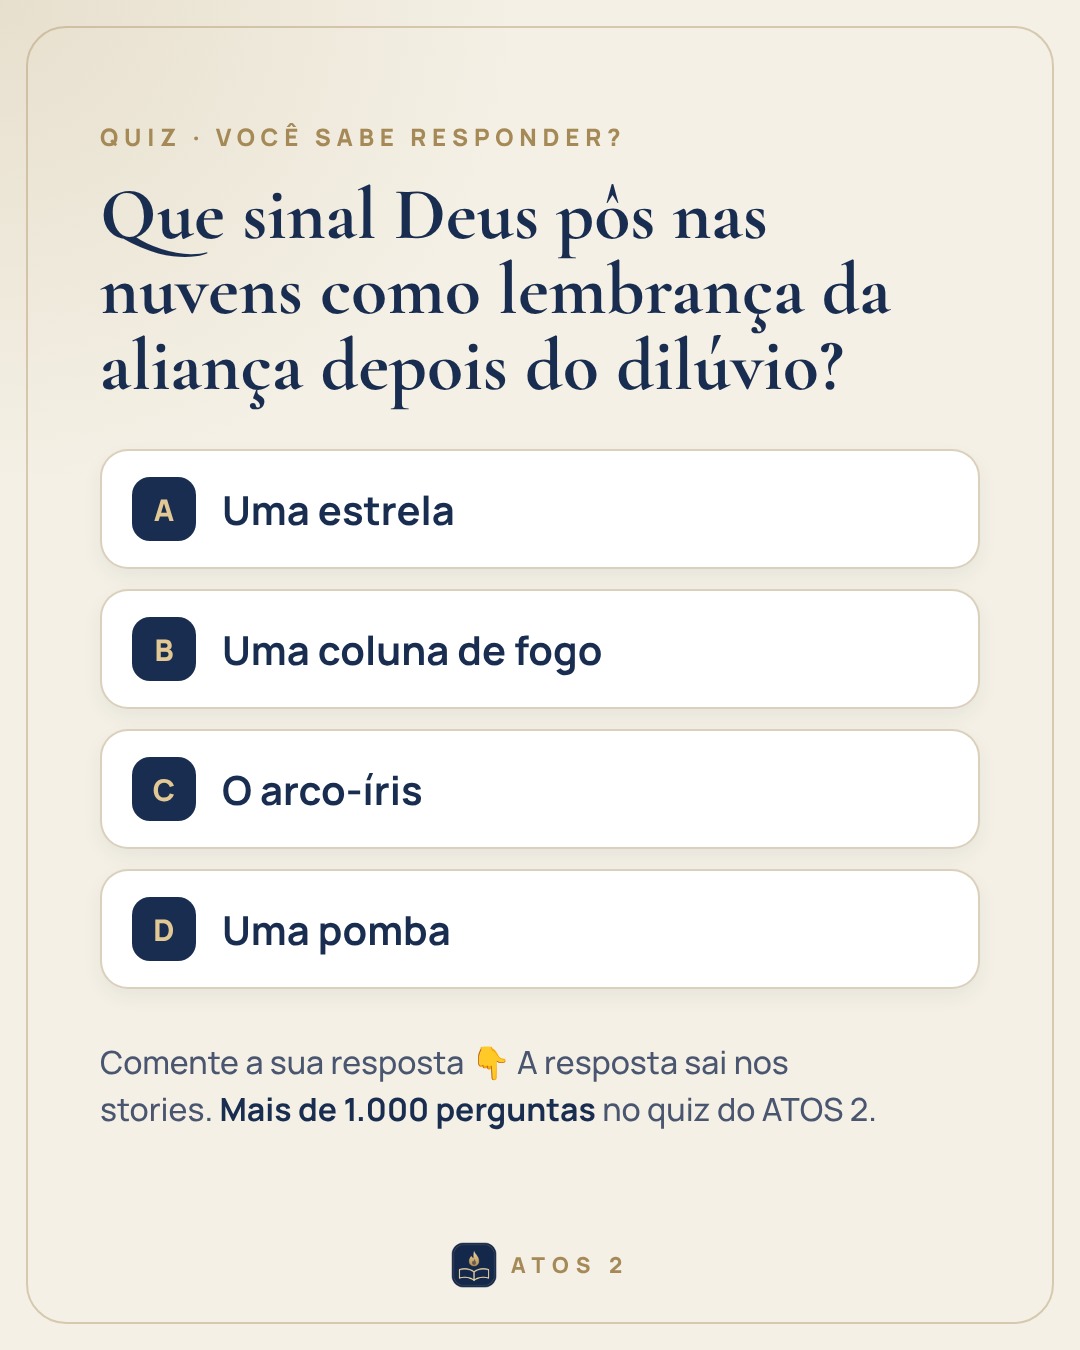 QUIZ · VOCÊ SABE RESPONDER?
Que sinal Deus pôs nas
nuvens como lembrança da
aliança depois do dilúvio?
A Uma estrela
B Uma coluna de fogo
C O arco-íris
D Uma pomba
Comente a sua resposta 👇 A resposta sai nos
stories. Mais de 1.000 perguntas no quiz do ATOS 2.
ATOS 2